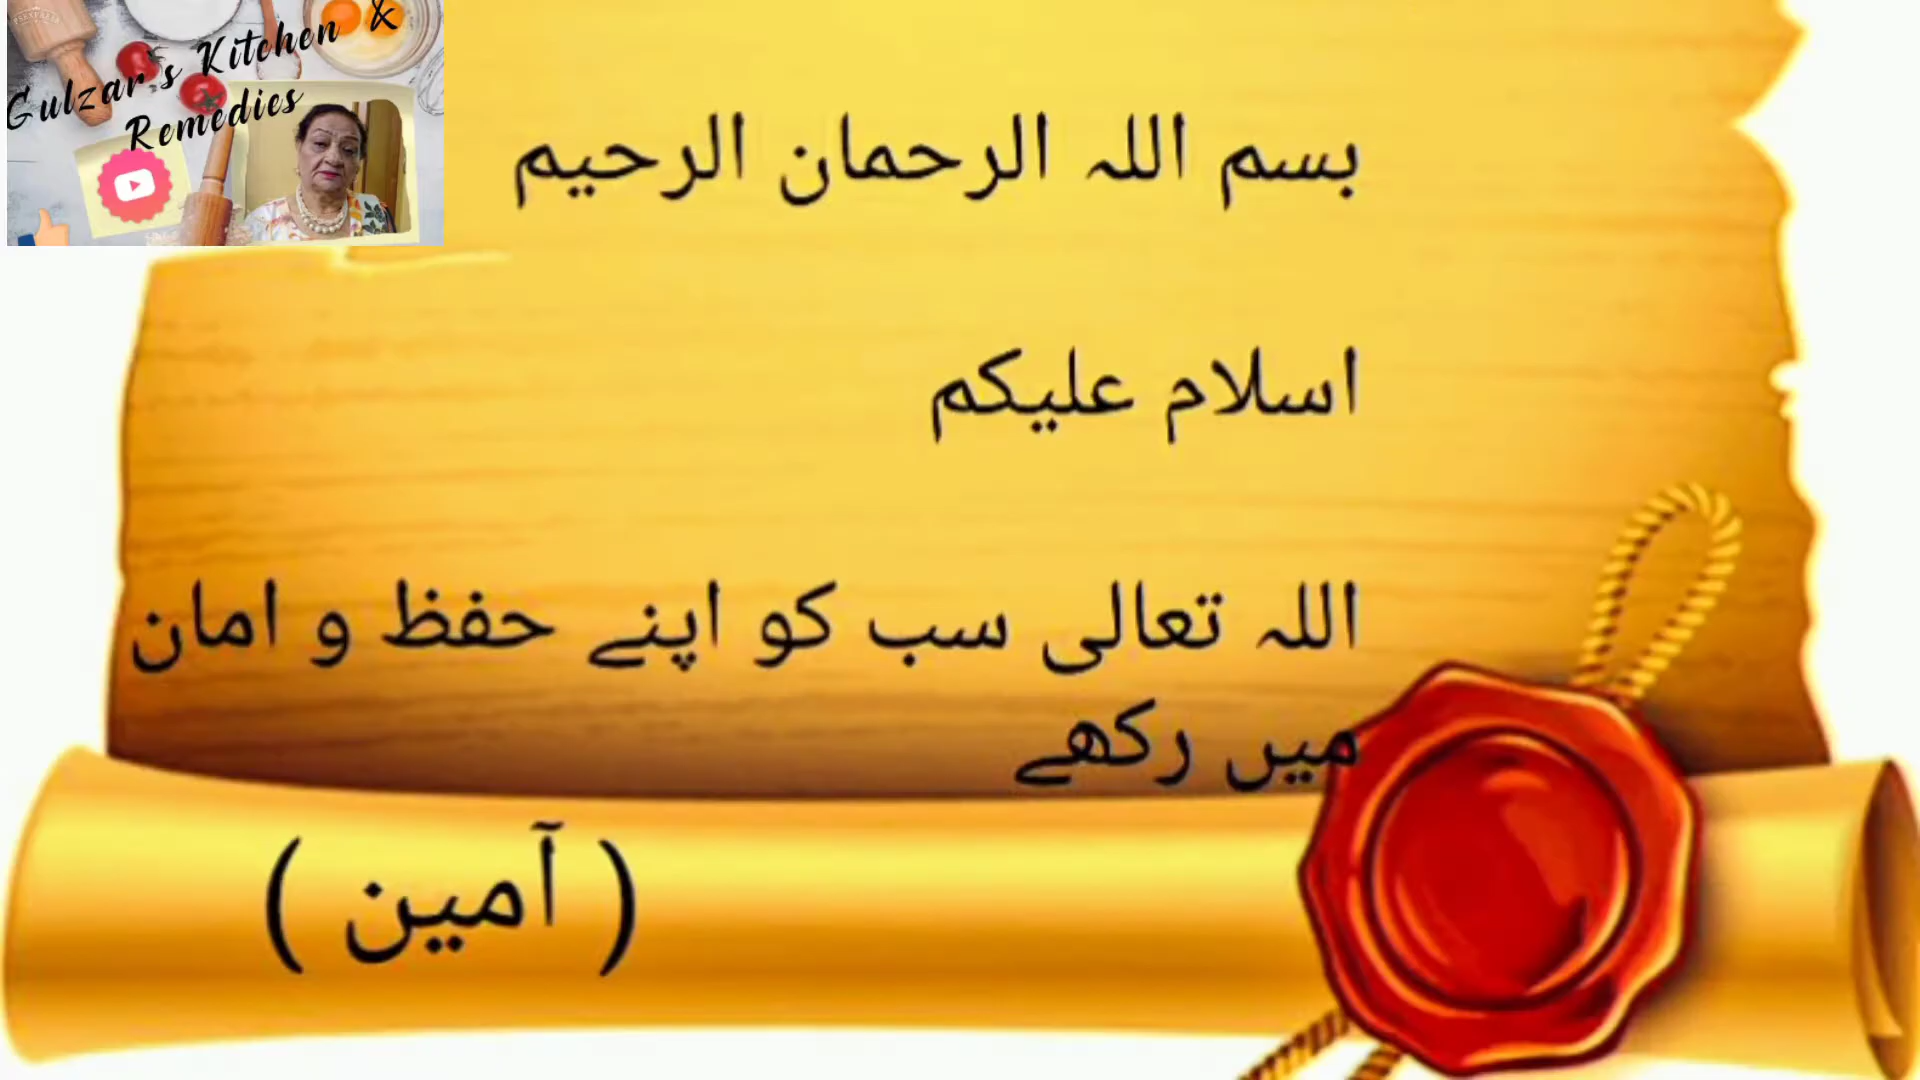 Gulzar's Kitchen &
Remedies
بسم اللہ الرحمان الرحیم
اسلام علیکم
اللہ تعالی سب کو اپنے حفظ و امان
میں رکھے
( آمین )